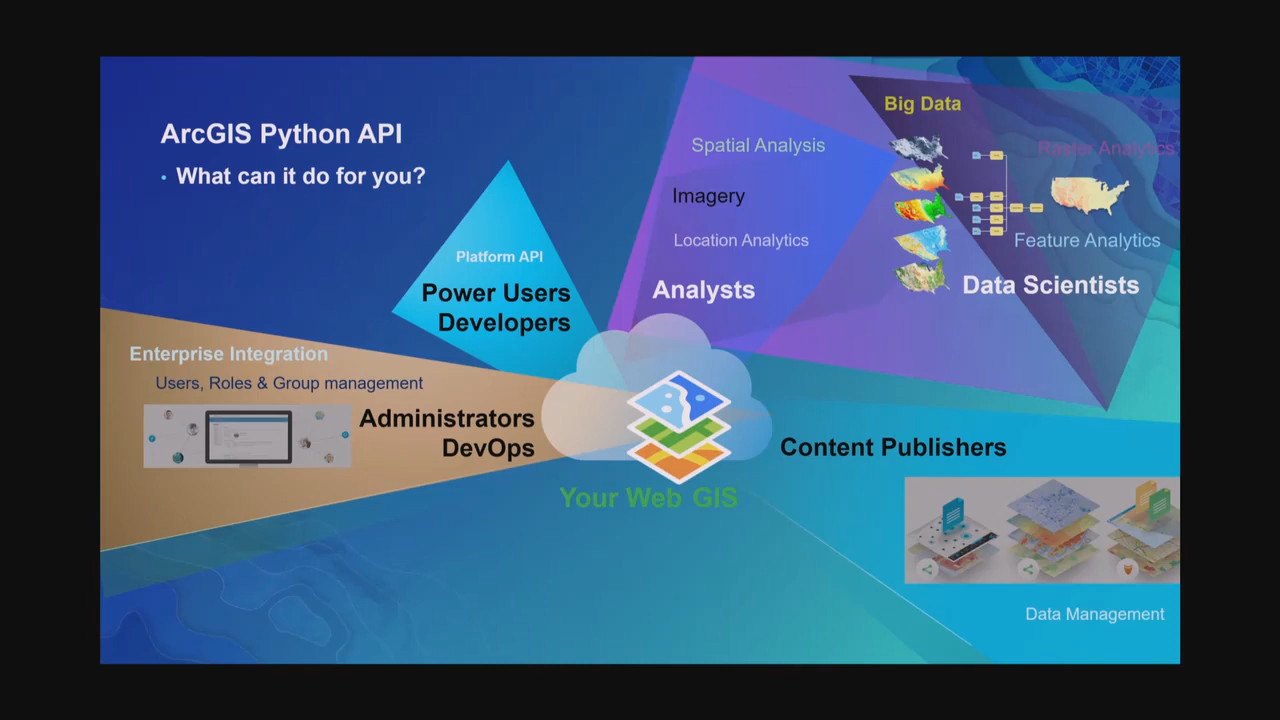 ArcGIS Python API
• What can it do for you?
Platform API
Power Users
Developers
Spatial Analysis
Imagery
Location Analytics
Analysts
Big Data
Raster Analytics
Feature Analytics
Data Scientists
Enterprise Integration
Users, Roles & Group management
Administrators
DevOps
Your Web GIS
Content Publishers
Data Management